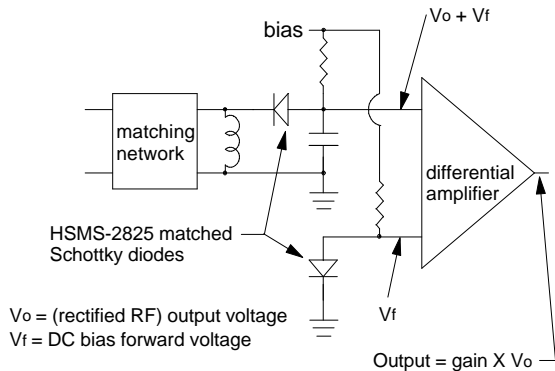 bias
Vo + Vf
matching
network
differential
amplifier
HSMS-2825 matched
Schottky diodes
Vf
Vo = (rectified RF) output voltage
Vf = DC bias forward voltage
Output = gain X Vo